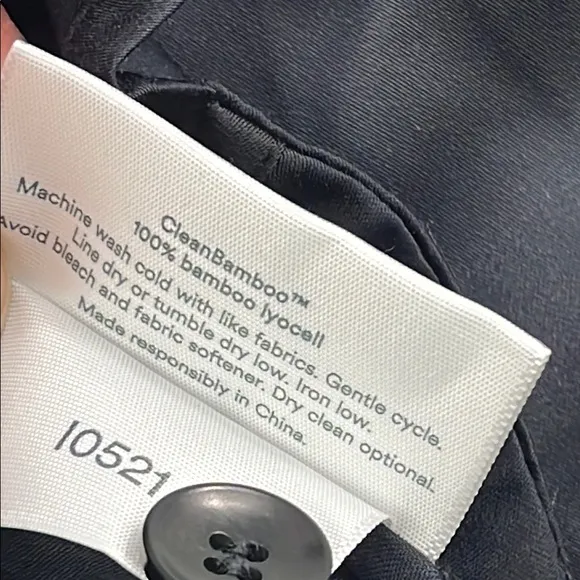 CleanBamboo™
100% bamboo lyocell
Machine wash cold with like fabrics. Gentle cycle.
Line dry or tumble dry low. Iron low.
Avoid bleach and fabric softener. Dry clean optional.
Made responsibly in China.
I0521